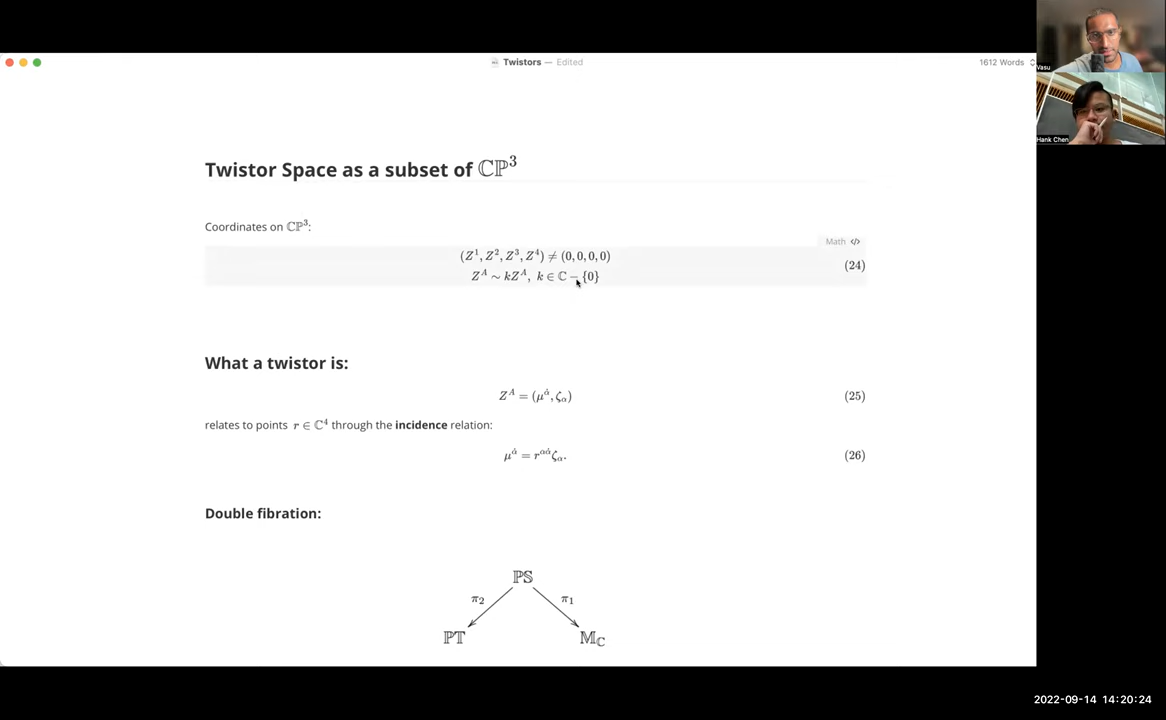 Twistors — Edited
1612 Words
Vasu
Hank Chen
Twistor Space as a subset of ℂℙ³
Coordinates on ℂℙ³:
Math </>
(Z¹, Z², Z³, Z⁴) ≠ (0, 0, 0, 0)
Z^A ∼ kZ^A, k ∈ ℂ − {0}
(24)
What a twistor is:
Z^A = (μ^α̇, ζ_α) (25)
relates to points r ∈ ℂ⁴ through the incidence relation:
μ^α̇ = r^αα̇ ζ_α. (26)
Double fibration:
ℙ𝕊
π₂ π₁
ℙ𝕋 𝕄_ℂ
2022-09-14 14:20:24